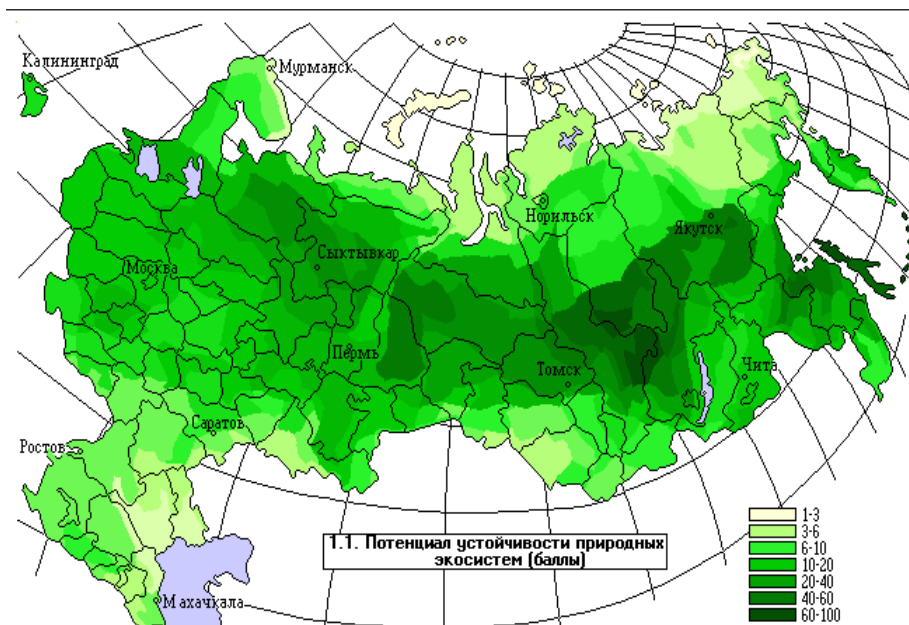 Калининград
Мурманск
Норильск
Якутск
Сыктывкар
Москва
Пермь
Томск
Чита
Саратов
Ростов
Махачкала
1.1. Потенциал устойчивости природных
экосистем (баллы)
1-3
3-6
6-10
10-20
20-40
40-60
60-100